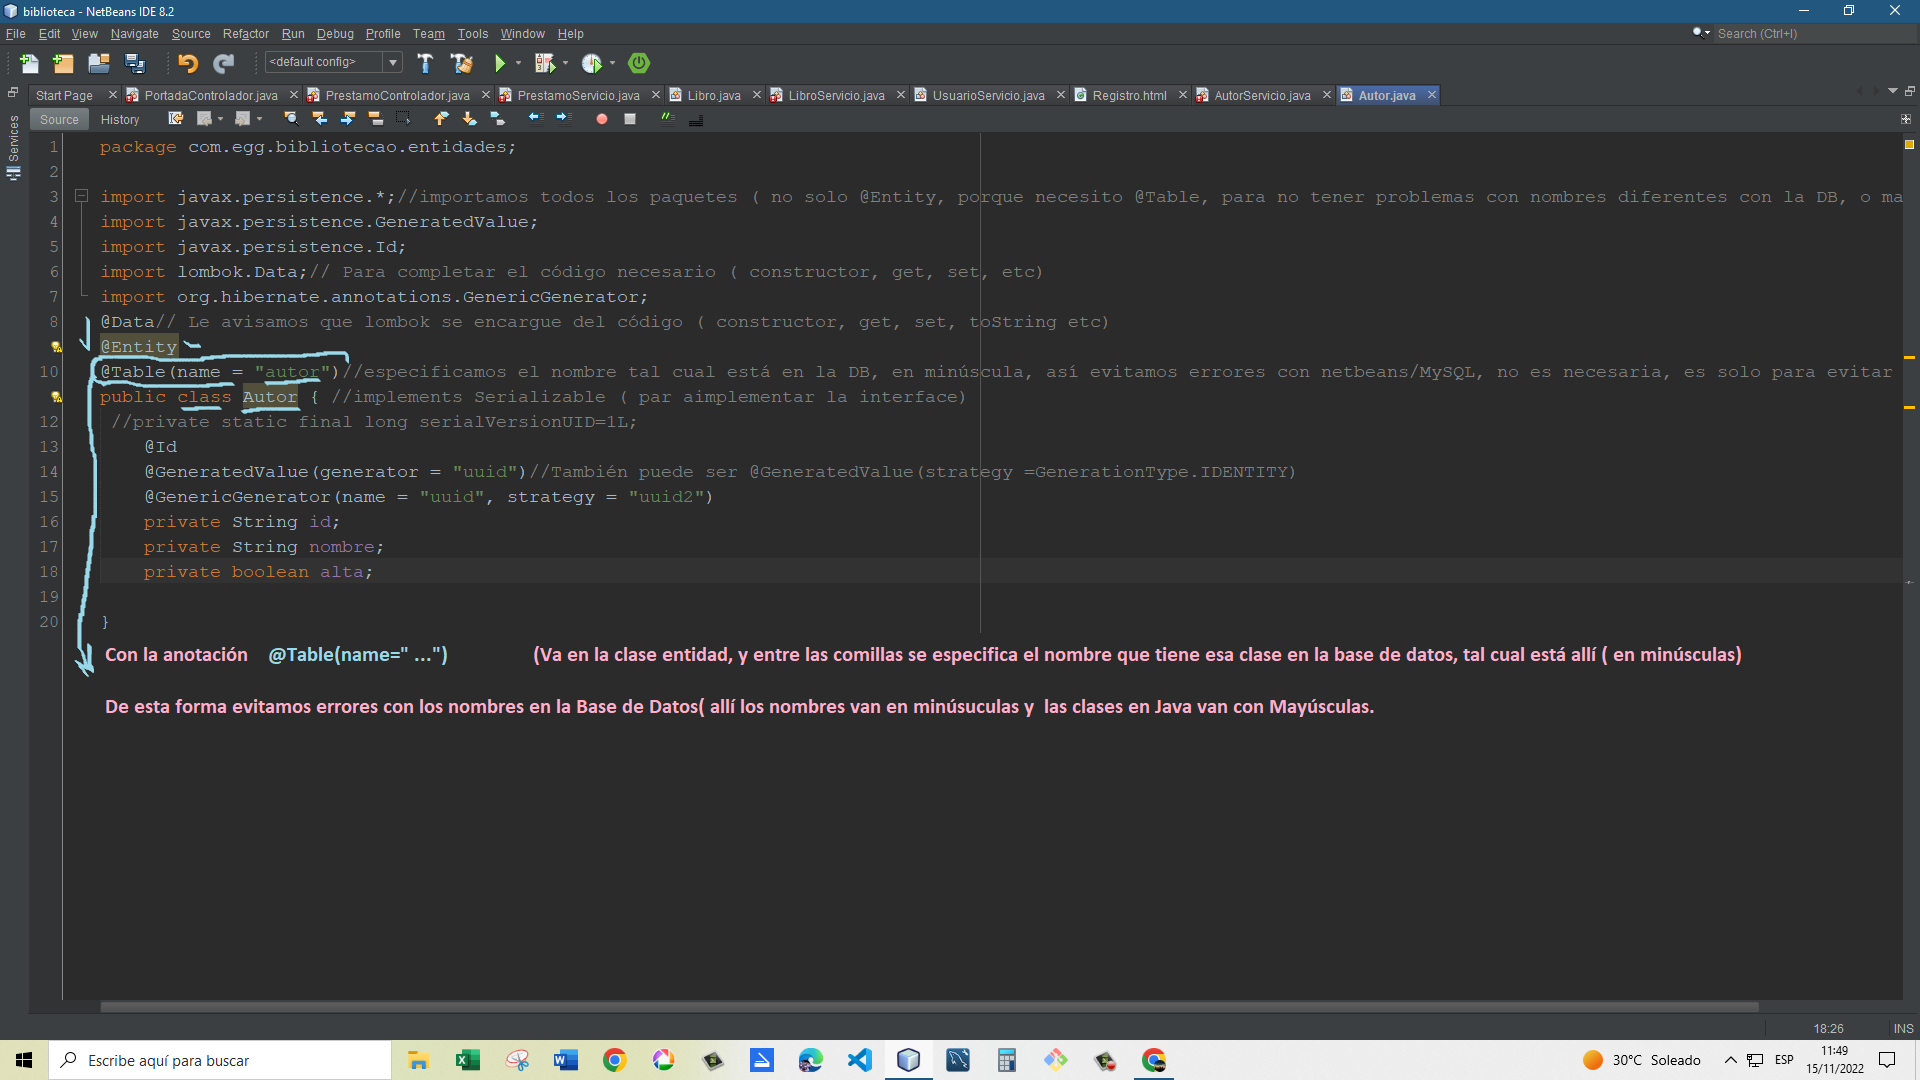 biblioteca - NetBeans IDE 8.2
File Edit View Navigate Source Refactor Run Debug Profile Team Tools Window Help
Search (Ctrl+I)
<default config>
Start Page PortadaControlador.java PrestamoControlador.java PrestamoServicio.java Libro.java LibroServicio.java UsuarioServicio.java Registro.html AutorServicio.java Autor.java
Source History
Services
1 package com.egg.bibliotecao.entidades;
2
3 import javax.persistence.*;//importamos todos los paquetes ( no solo @Entity, porque necesito @Table, para no tener problemas con nombres diferentes con la DB, o ma
4 import javax.persistence.GeneratedValue;
5 import javax.persistence.Id;
6 import lombok.Data;// Para completar el código necesario ( constructor, get, set, etc)
7 import org.hibernate.annotations.GenericGenerator;
8 @Data// Le avisamos que lombok se encargue del código ( constructor, get, set, toString etc)
@Entity
10 @Table(name = "autor")//especificamos el nombre tal cual está en la DB, en minúscula, así evitamos errores con netbeans/MySQL, no es necesaria, es solo para evitar
public class Autor { //implements Serializable ( par aimplementar la interface)
12 //private static final long serialVersionUID=1L;
13 @Id
14 @GeneratedValue(generator = "uuid")//También puede ser @GeneratedValue(strategy =GenerationType.IDENTITY)
15 @GenericGenerator(name = "uuid", strategy = "uuid2")
16 private String id;
17 private String nombre;
18 private boolean alta;
19
20 }
Con la anotación @Table(name=" ...") (Va en la clase entidad, y entre las comillas se especifica el nombre que tiene esa clase en la base de datos, tal cual está allí ( en minúsculas)
De esta forma evitamos errores con los nombres en la Base de Datos( allí los nombres van en minúsuculas y las clases en Java van con Mayúsculas.
18:26 INS
Escribe aquí para buscar
30°C Soleado
ESP
11:49
15/11/2022